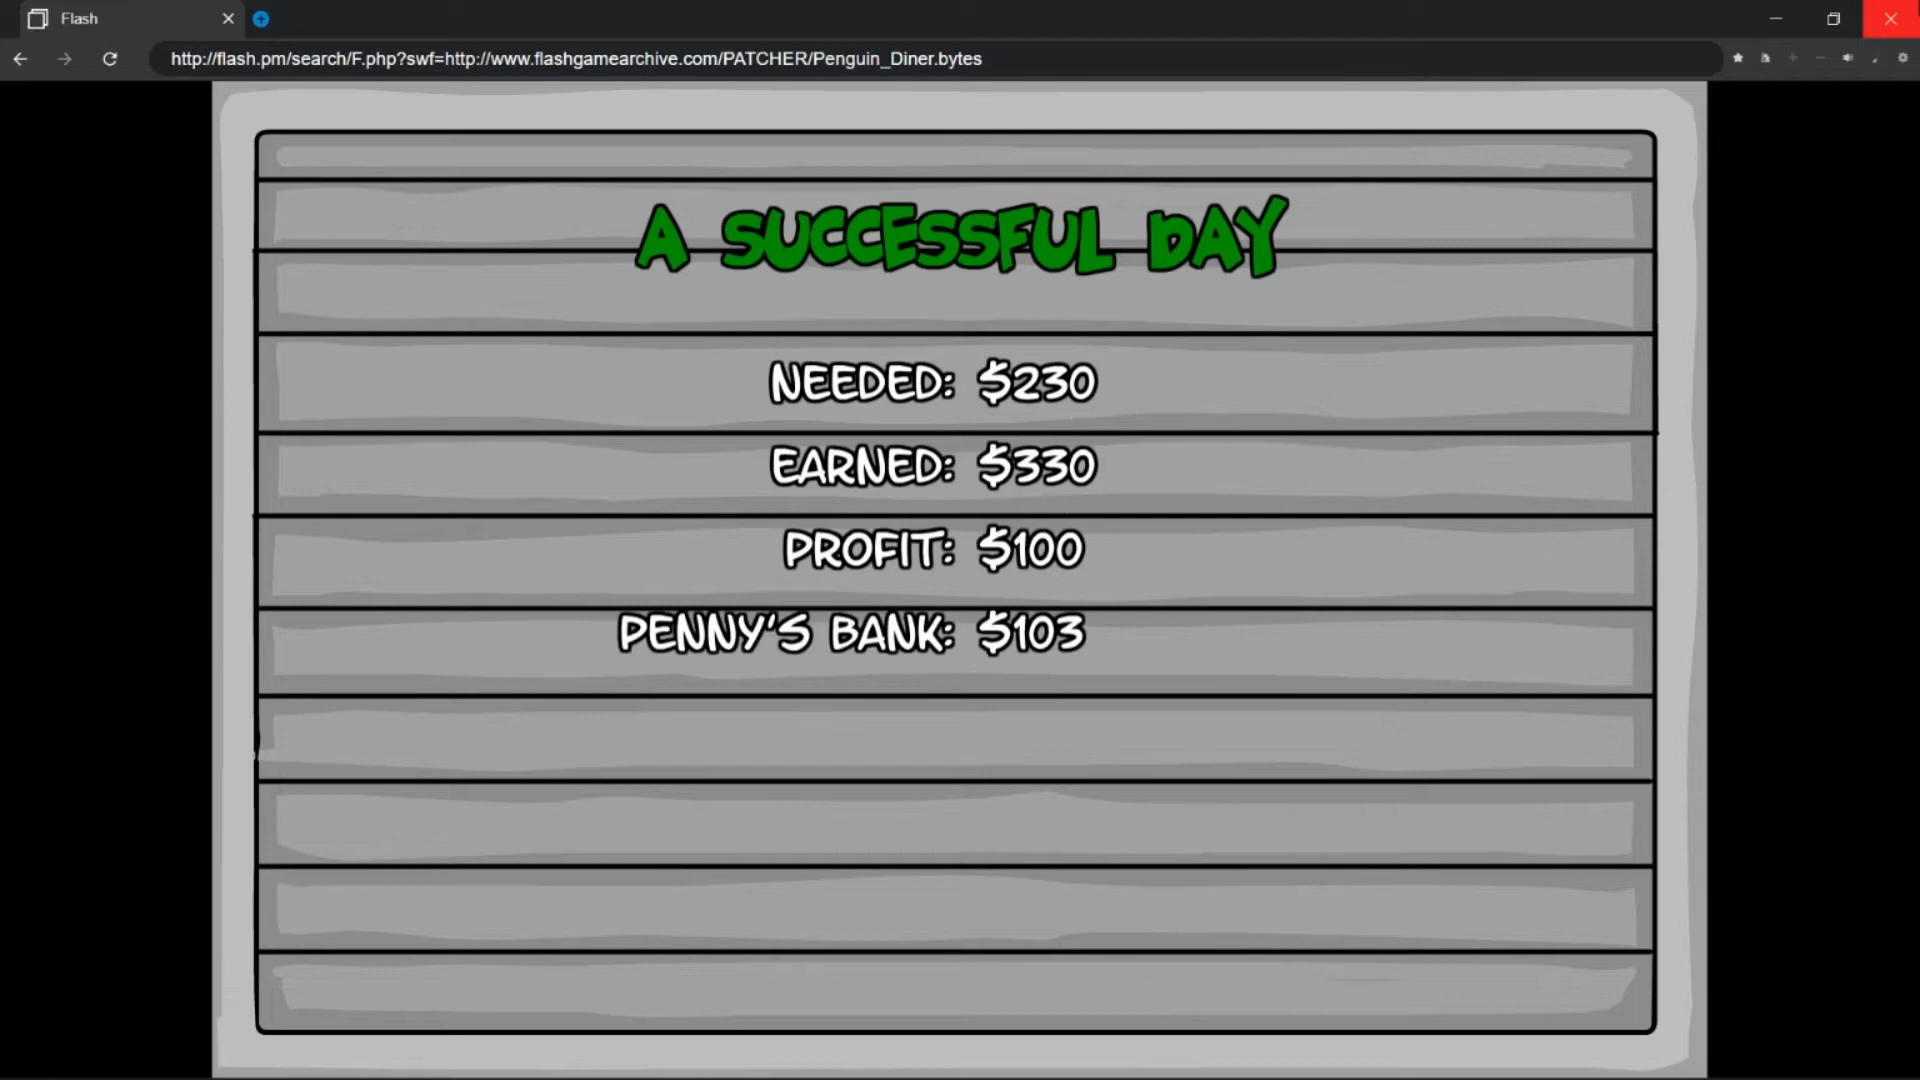 Flash
http://flash.pm/search/F.php?swf=http://www.flashgamearchive.com/PATCHER/Penguin_Diner.bytes
A SUCCESSFUL DAY
NEEDED: $230
EARNED: $330
PROFIT: $100
PENNY'S BANK: $103